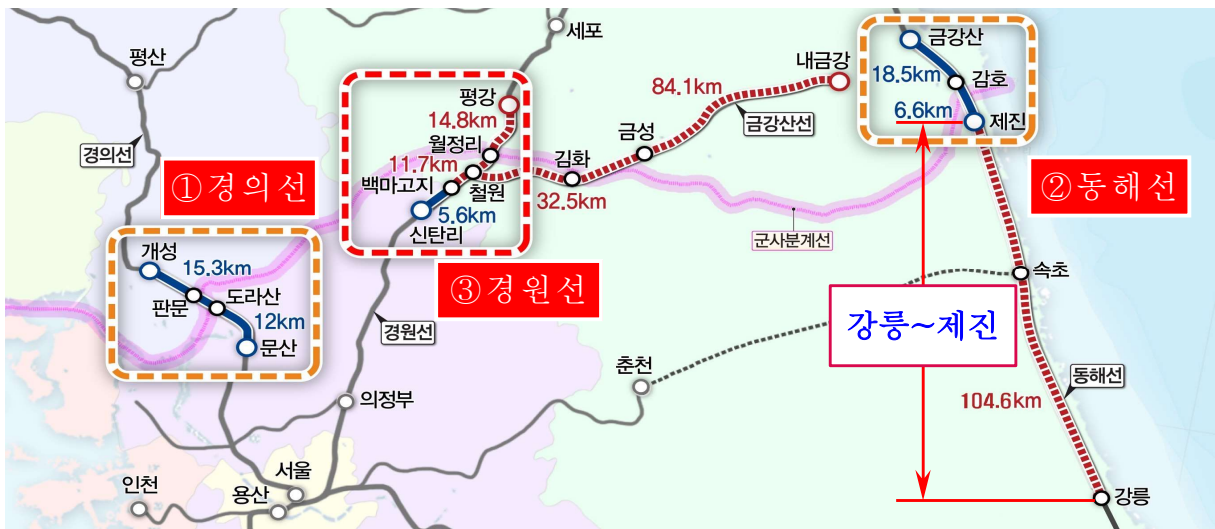 세포
평산
금강산
내금강
18.5km
감호
84.1km
평강
14.8km
6.6km
제진
금강산선
경의선
금성
월정리
11.7km
김화
백마고지
철원
①경의선
②동해선
32.5km
5.6km
신탄리
군사분계선
개성
15.3km
③경원선
속초
판문
도라산
12km
강릉~제진
경원선
문산
춘천
동해선
의정부
104.6km
서울
인천
용산
강릉